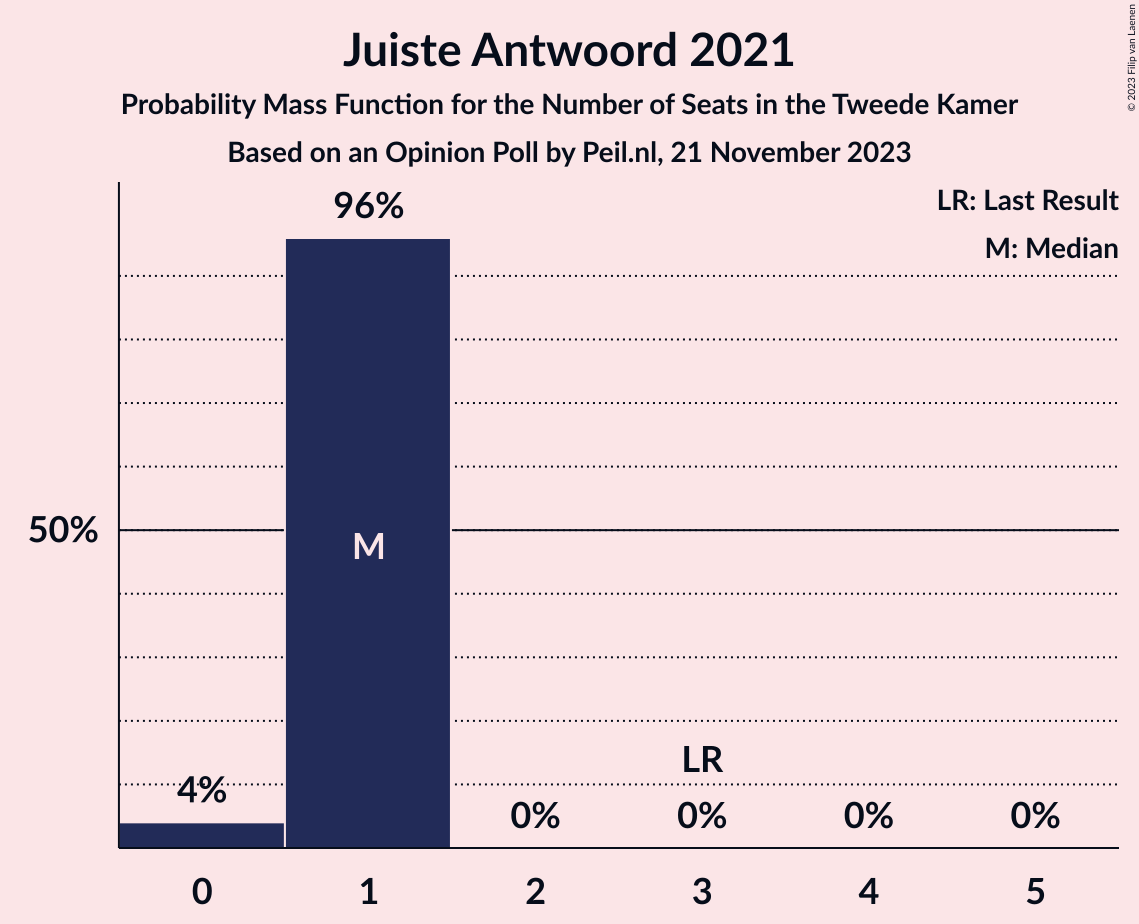 Juiste Antwoord 2021
Probability Mass Function for the Number of Seats in the Tweede Kamer
Based on an Opinion Poll by Peil.nl, 21 November 2023
© 2023 Filip van Laenen
LR: Last Result
M: Median
96%
50%
M
LR
4%
0%
0%
0%
0%
0 1 2 3 4 5